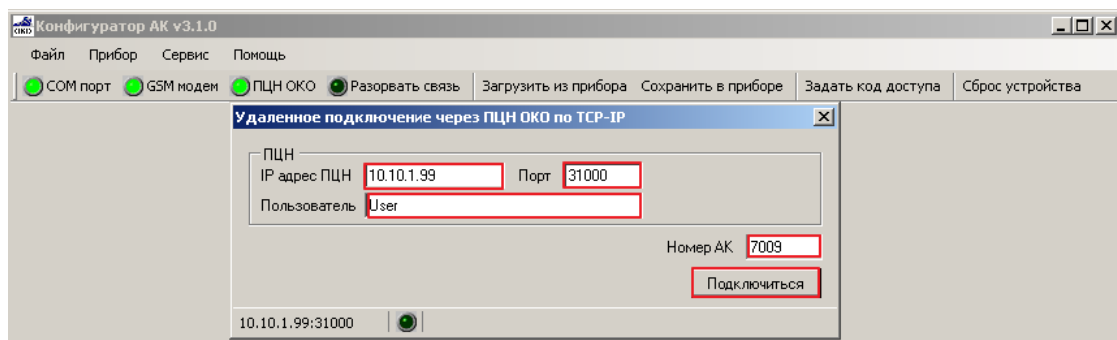 Конфигуратор АК v3.1.0
Файл Прибор Сервис Помощь
COM порт GSM модем ПЦН ОКО Разорвать связь Загрузить из прибора Сохранить в приборе Задать код доступа Сброс устройства
Удаленное подключение через ПЦН ОКО по TCP-IP
ПЦН
IP адрес ПЦН 10.10.1.99 Порт 31000
Пользователь User
Номер АК 7009
Подключиться
10.10.1.99:31000